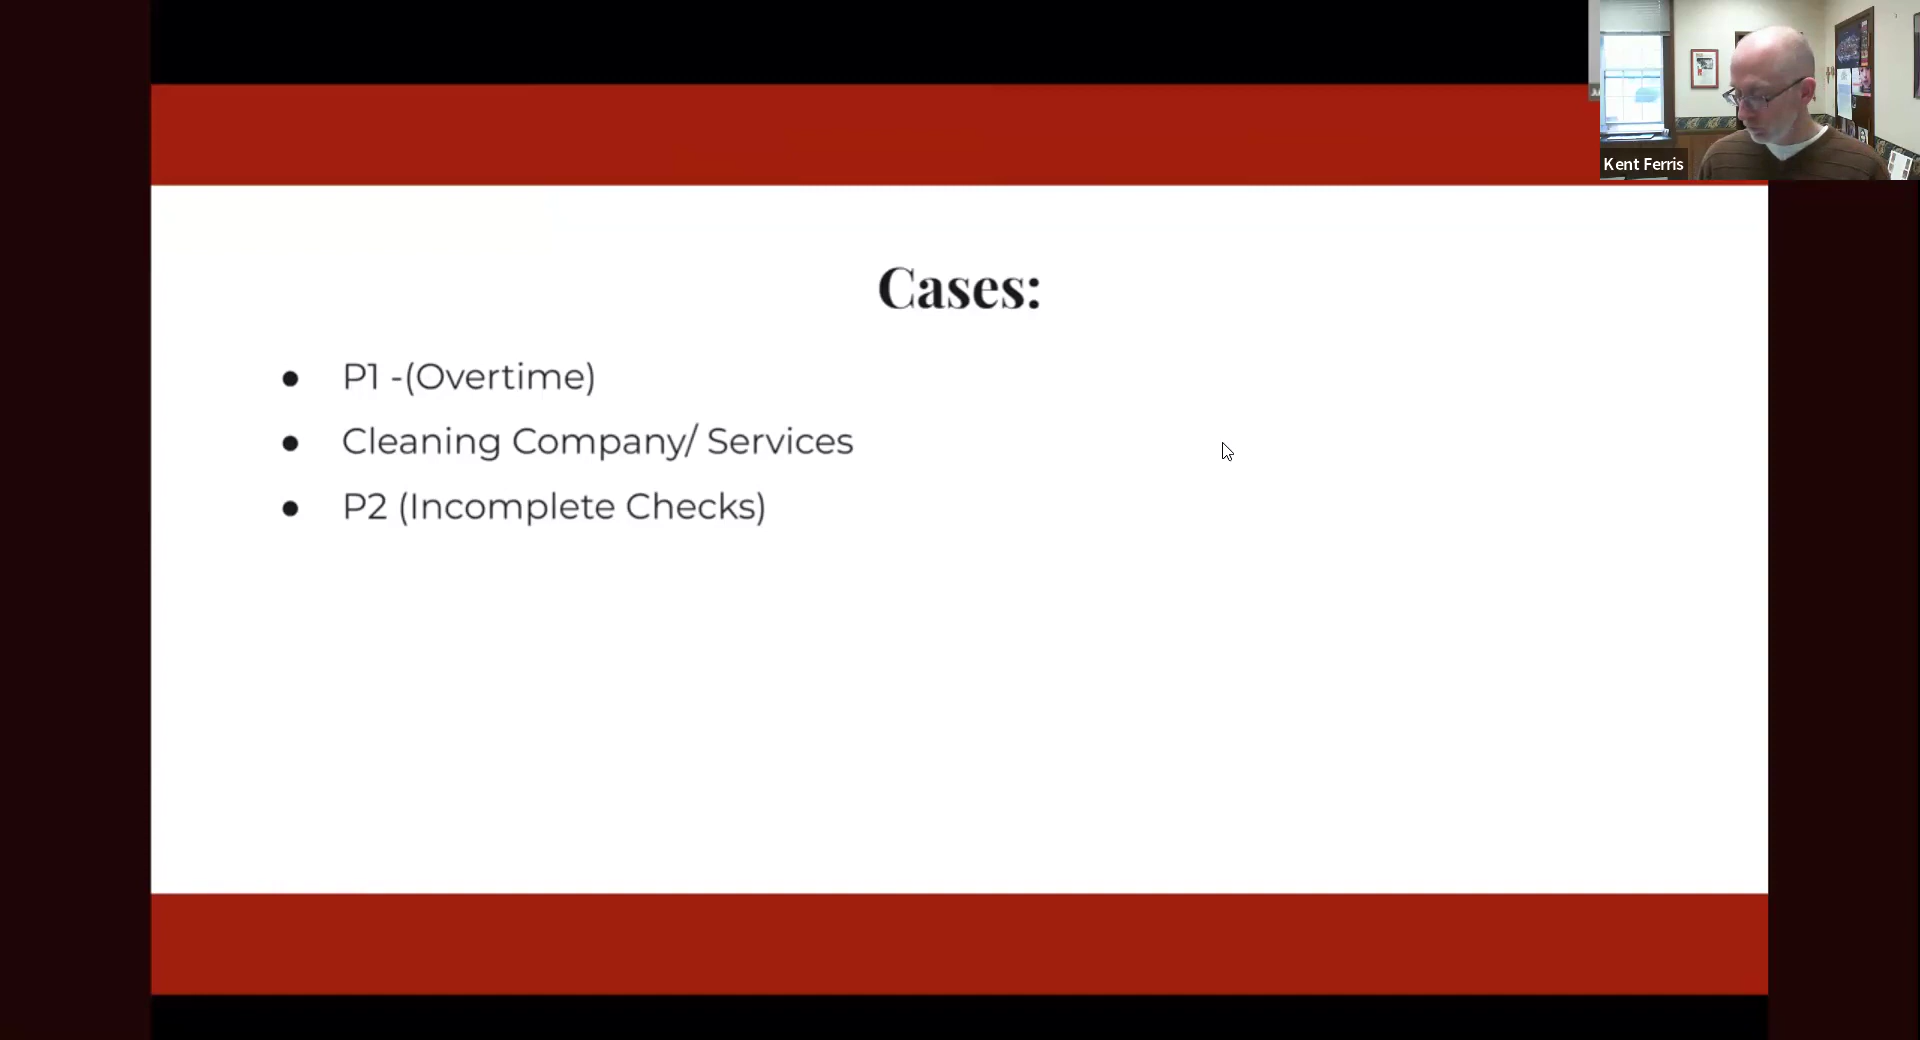 Kent Ferris
Cases:
● P1 -(Overtime)
● Cleaning Company/ Services
● P2 (Incomplete Checks)